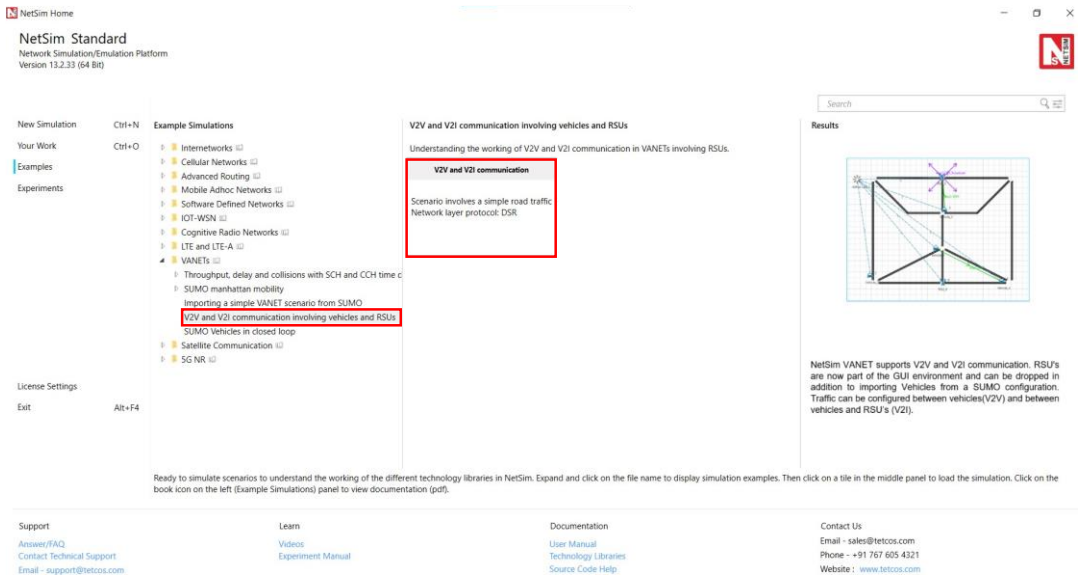 NetSim Home
NetSim Standard
Network Simulation/Emulation Platform
Version 13.2.33 (64 Bit)
NETSIM
Search
New Simulation Ctrl+N
Your Work Ctrl+O
Examples
Experiments
License Settings
Exit Alt+F4
Example Simulations
Internetworks
Cellular Networks
Advanced Routing
Mobile Adhoc Networks
Software Defined Networks
IOT-WSN
Cognitive Radio Networks
LTE and LTE-A
VANETs
Throughput, delay and collisions with SCH and CCH time c
SUMO manhattan mobility
Importing a simple VANET scenario from SUMO
V2V and V2I communication involving vehicles and RSUs
SUMO Vehicles in closed loop
Satellite Communication
5G NR
V2V and V2I communication involving vehicles and RSUs
Understanding the working of V2V and V2I communication in VANETs involving RSUs.
V2V and V2I communication
Scenario involves a simple road traffic
Network layer protocol: DSR
Results
NetSim VANET supports V2V and V2I communication. RSU's
are now part of the GUI environment and can be dropped in
addition to importing Vehicles from a SUMO configuration.
Traffic can be configured between vehicles(V2V) and between
vehicles and RSU's (V2I).
Ready to simulate scenarios to understand the working of the different technology libraries in NetSim. Expand and click on the file name to display simulation examples. Then click on a tile in the middle panel to load the simulation. Click on the
book icon on the left (Example Simulations) panel to view documentation (pdf).
Support
Answer/FAQ
Contact Technical Support
Email - support@tetcos.com
Learn
Videos
Experiment Manual
Documentation
User Manual
Technology Libraries
Source Code Help
Contact Us
Email - sales@tetcos.com
Phone - +91 767 605 4321
Website : www.tetcos.com